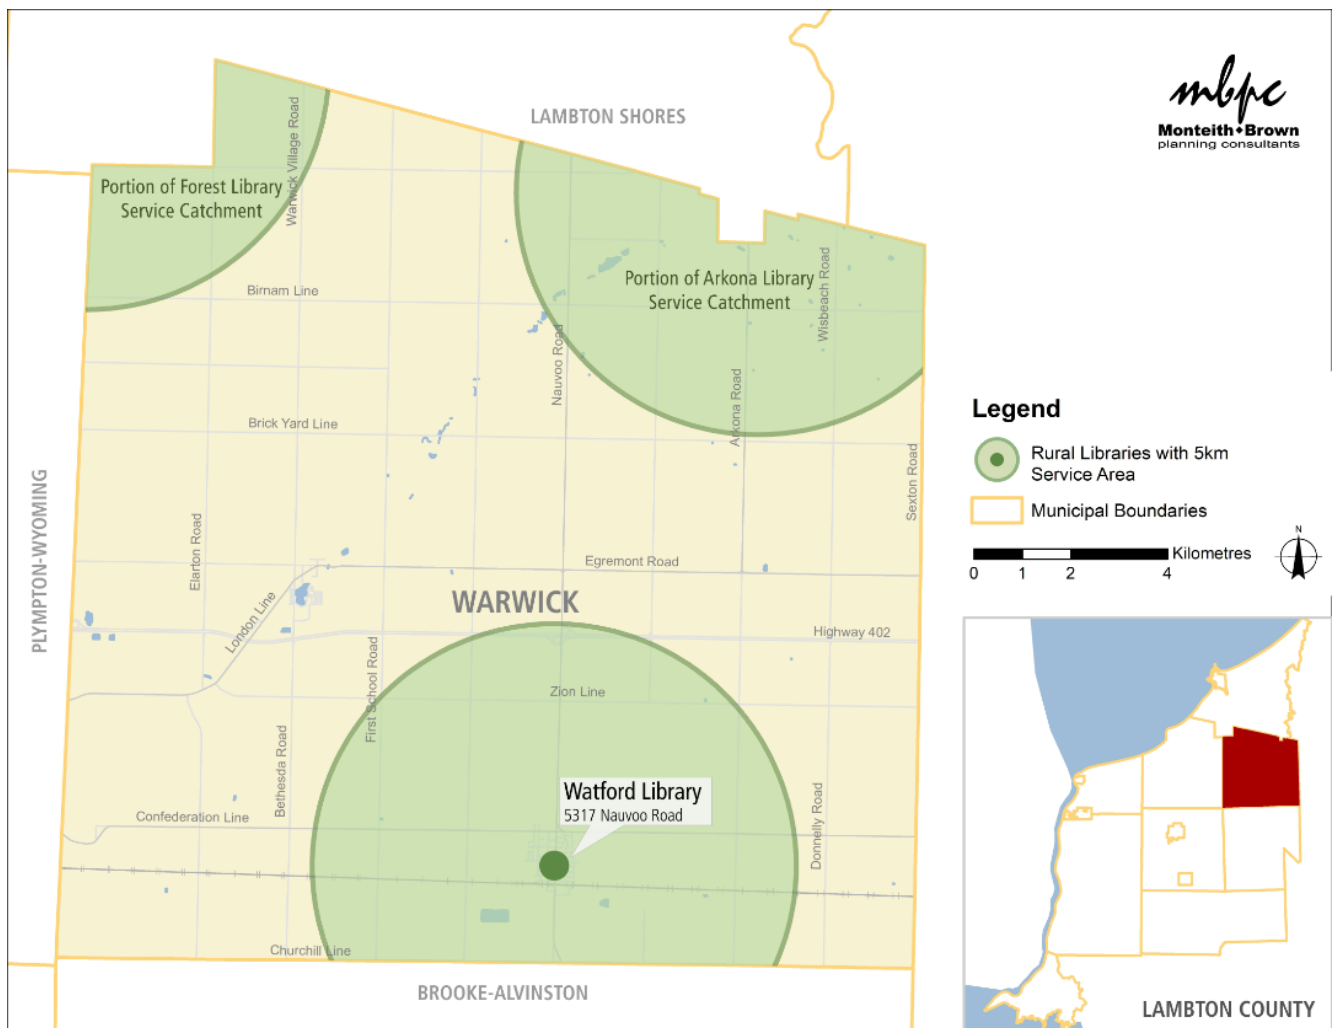 LAMBTON SHORES
mbpc
Monteith Brown
planning consultants
Warwick Village Road
Portion of Forest Library
Service Catchment
Portion of Arkona Library
Service Catchment
Wisbeach Road
Birnam Line
Nauvoo Road
Arkona Road
Brick Yard Line
Sexton Road
PLYMPTON-WYOMING
Elarton Road
Egremont Road
London Line
WARWICK
Highway 402
First School Road
Zion Line
Bethesda Road
Watford Library
5317 Nauvoo Road
Confederation Line
Donnelly Road
Churchill Line
BROOKE-ALVINSTON
Legend
Rural Libraries with 5km
Service Area
Municipal Boundaries
Kilometres
0 1 2 4
N
LAMBTON COUNTY